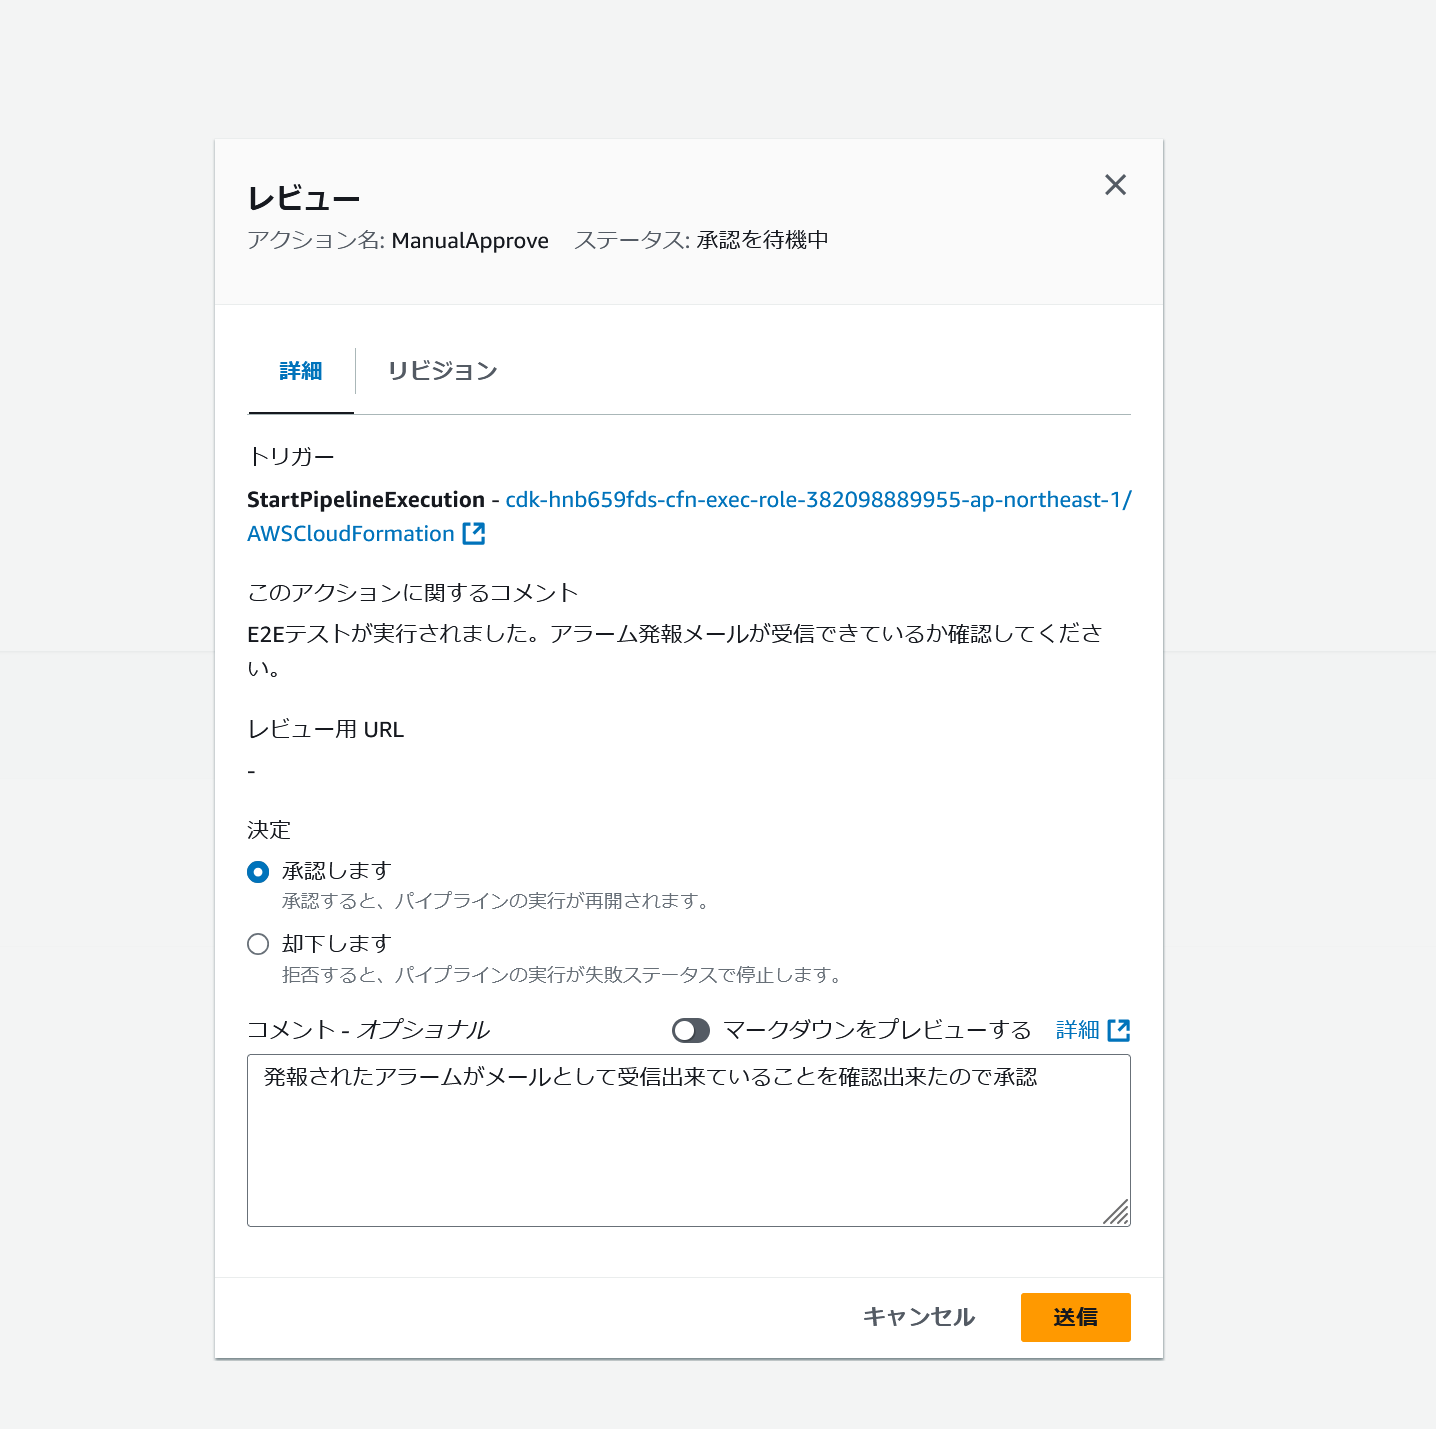 レビュー
アクション名: ManualApprove ステータス: 承認を待機中
詳細 リビジョン
トリガー
StartPipelineExecution - cdk-hnb659fds-cfn-exec-role-382098889955-ap-northeast-1/
AWSCloudFormation
このアクションに関するコメント
E2Eテストが実行されました。アラーム発報メールが受信できているか確認してくださ
い。
レビュー用 URL
-
決定
承認します
承認すると、パイプラインの実行が再開されます。
却下します
拒否すると、パイプラインの実行が失敗ステータスで停止します。
コメント - オプショナル マークダウンをプレビューする 詳細
発報されたアラームがメールとして受信出来ていることを確認出来たので承認
キャンセル 送信